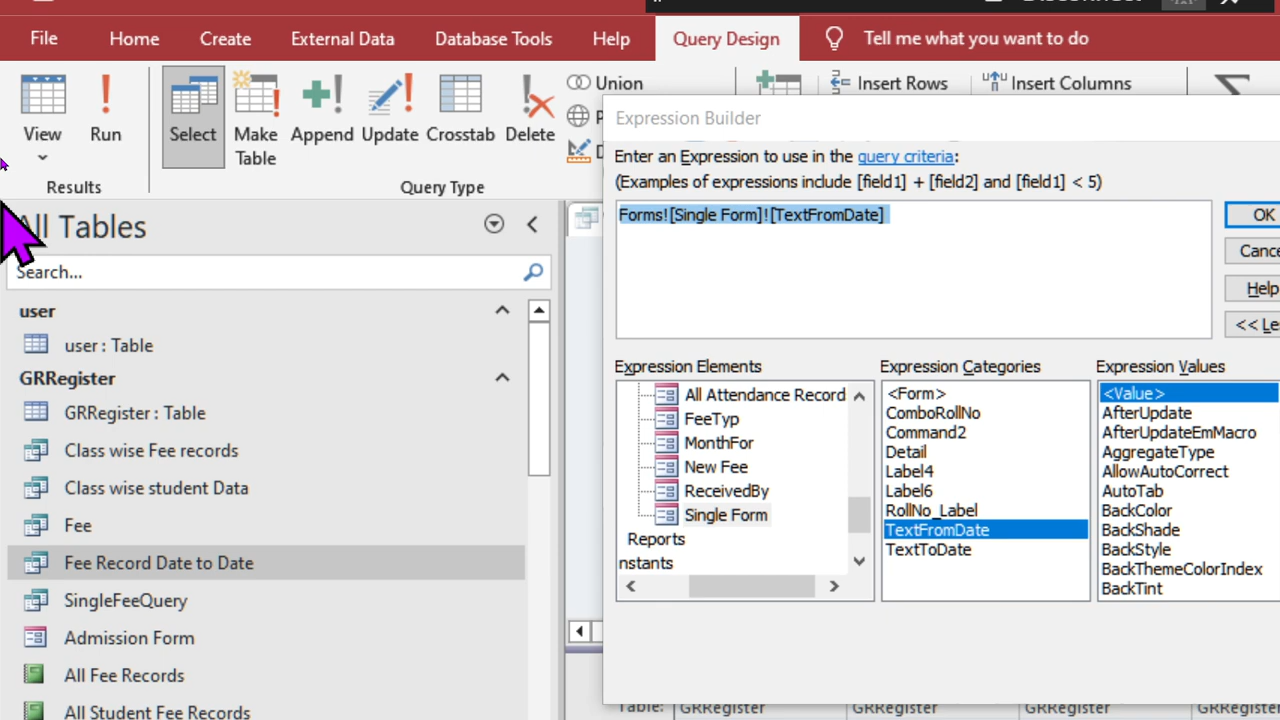 File Home Create External Data Database Tools Help Query Design Tell me what you want to do
View Run Select Make Table Append Update Crosstab Delete
Union
Insert Rows Insert Columns
Results Query Type
Expression Builder
Enter an Expression to use in the query criteria:
(Examples of expressions include [field1] + [field2] and [field1] < 5)
Forms![Single Form]![TextFromDate]
OK
Cance
Help
<< Le
All Tables
Search...
user
user : Table
GRRegister
GRRegister : Table
Class wise Fee records
Class wise student Data
Fee
Fee Record Date to Date
SingleFeeQuery
Admission Form
All Fee Records
All Student Fee Records
Expression Elements
All Attendance Record
FeeTyp
MonthFor
New Fee
ReceivedBy
Single Form
Reports
nstants
Expression Categories
<Form>
ComboRollNo
Command2
Detail
Label4
Label6
RollNo_Label
TextFromDate
TextToDate
Expression Values
<Value>
AfterUpdate
AfterUpdateEmMacro
AggregateType
AllowAutoCorrect
AutoTab
BackColor
BackShade
BackStyle
BackThemeColorIndex
BackTint
Table: GRRegister GRRegister GRRegister GRRegiste